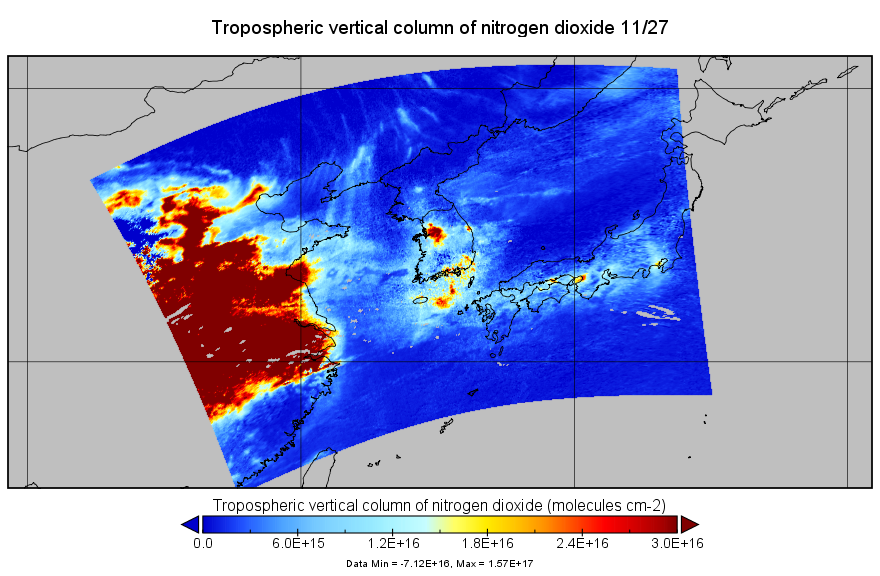 Tropospheric vertical column of nitrogen dioxide 11/27
Tropospheric vertical column of nitrogen dioxide (molecules cm-2)
0.0 6.0E+15 1.2E+16 1.8E+16 2.4E+16 3.0E+16
Data Min = -7.12E+16, Max = 1.57E+17